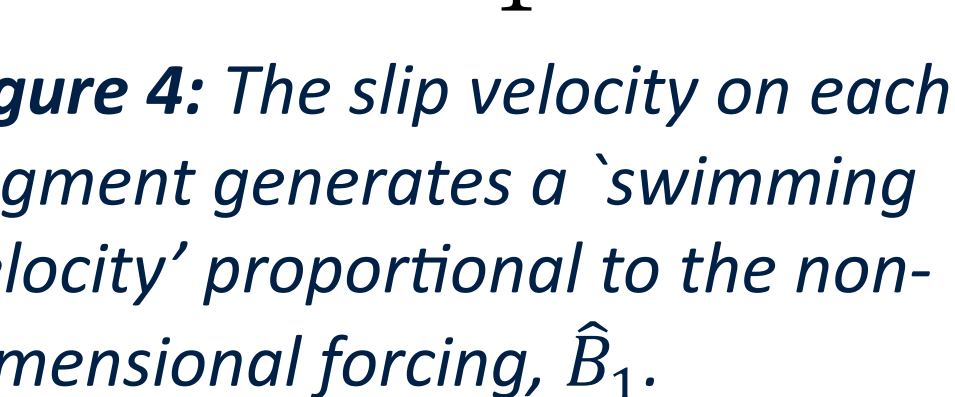 gure 4: The slip velocity on each
gment generates a `swimming
locity’ proportional to the non-
mensional forcing, B̂₁.